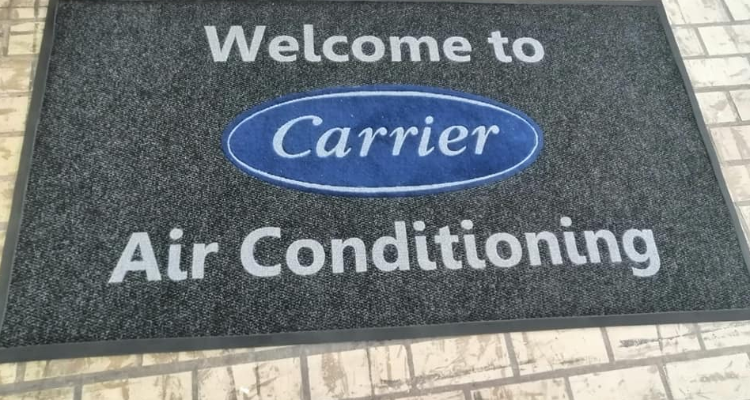 Welcome to
Carrier
Air Conditioning